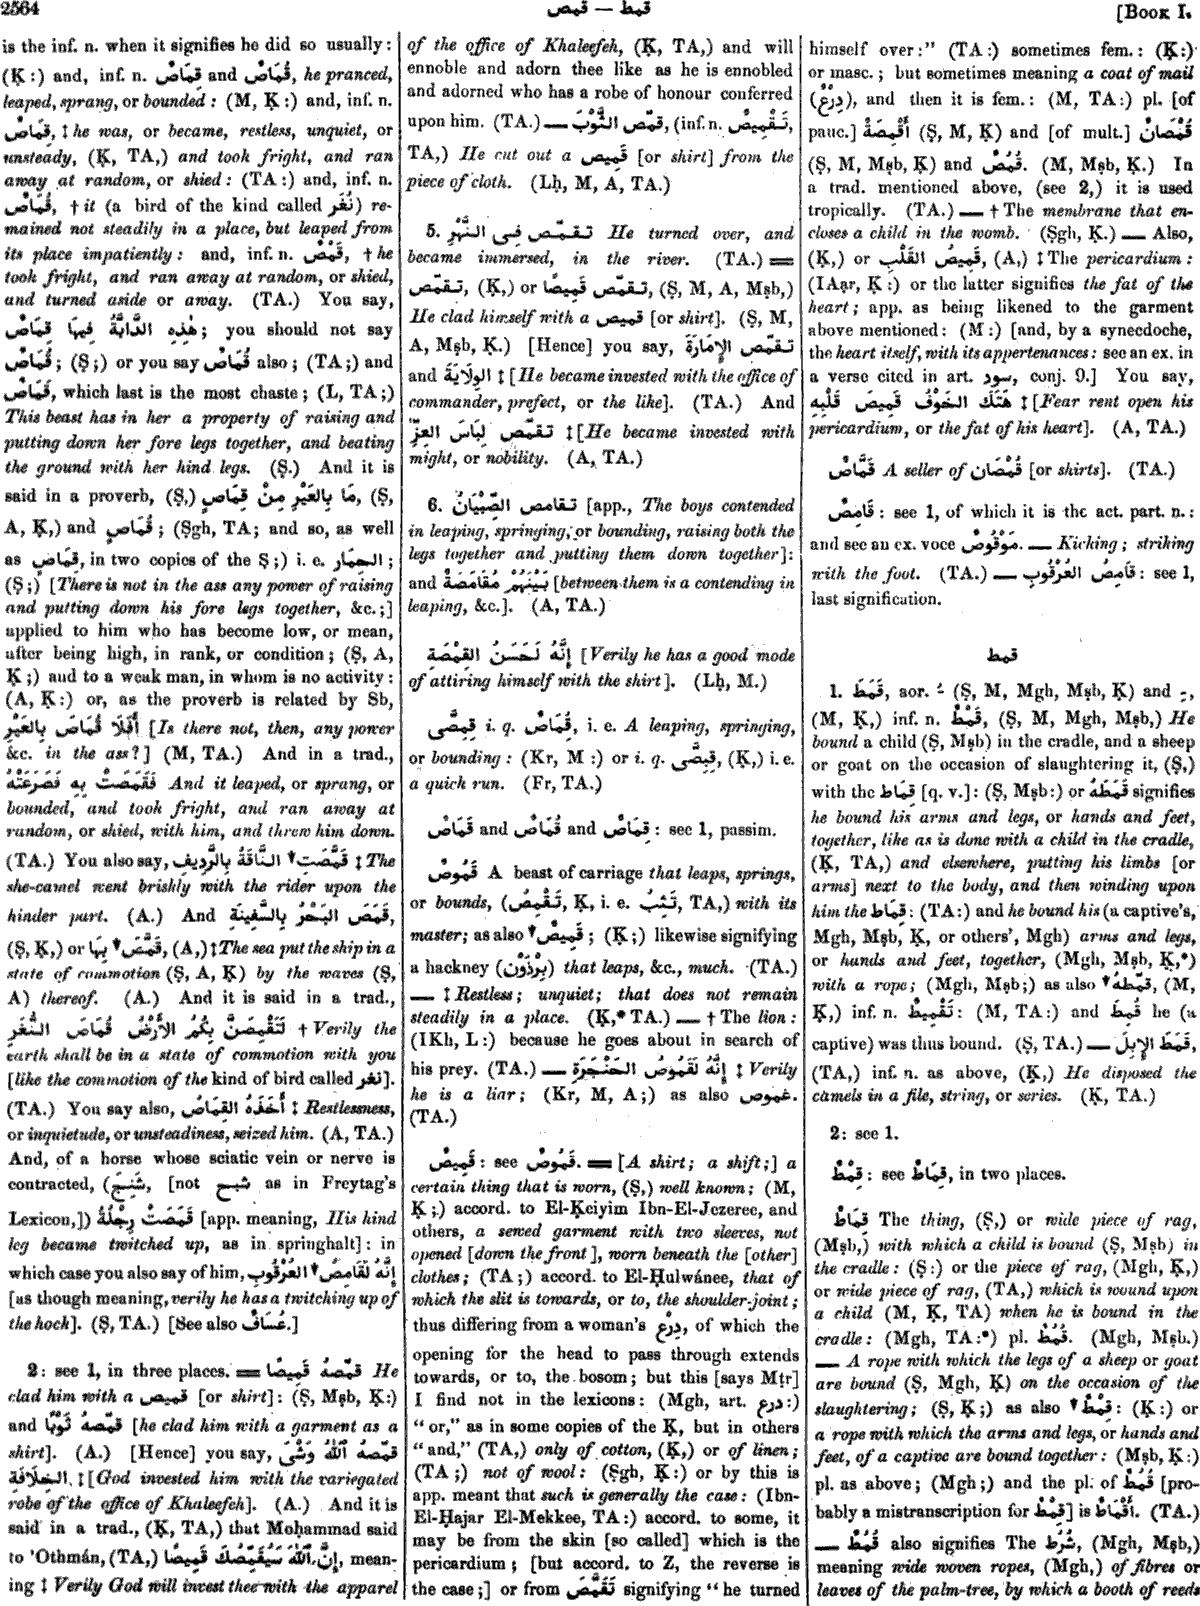 2564
قمص — قمط
[Book I.
is the inf. n. when it signifies he did so usually:
(Ḳ:) and, inf. n. قِمَاصٌ and قُمَاصٌ, he pranced,
leaped, sprang, or bounded: (M, Ḳ:) and, inf. n.
قِمَاصٌ, ‡ he was, or became, restless, unquiet, or
unsteady, (Ḳ, TA,) and took fright, and ran
away at random, or shied: (TA:) and, inf. n.
قُمَاصٌ, † it (a bird of the kind called نُغَر) re-
mained not steadily in a place, but leaped from
its place impatiently: and, inf. n. قَمْصٌ, † he
took fright, and ran away at random, or shied,
and turned aside or away. (TA.) You say,
هٰذِهِ الدَّابَّةُ فِيهَا قِمَاصٌ; you should not say
قُمَاصٌ; (Ṣ;) or you say قُمَاصٌ also; (TA;) and
قَمَاصٌ, which last is the most chaste; (L, TA;)
This beast has in her a property of raising and
putting down her fore legs together, and beating
the ground with her hind legs. (Ṣ.) And it is
said in a proverb, (Ṣ,) مَا بِالعَيْرِ مِنْ قِمَاصٍ, (Ṣ,
A, Ḳ,) and قُمَاصٍ; (Ṣgh, TA; and so, as well
as قِمَاصٍ, in two copies of the Ṣ;) i. e. الحِمَار;
(Ṣ;) [There is not in the ass any power of raising
and putting down his fore legs together, &c.;]
applied to him who has become low, or mean,
after being high, in rank, or condition; (Ṣ, A,
Ḳ;) and to a weak man, in whom is no activity:
(A, Ḳ:) or, as the proverb is related by Sb,
أَفَلَا قُمَاصَ بِالعَيْرِ [Is there not, then, any power
&c. in the ass?] (M, TA.) And in a trad.,
فَقَمَصَتْ بِهِ فَصَرَعَتْهُ And it leaped, or sprang, or
bounded, and took fright, and ran away at
random, or shied, with him, and threw him down.
(TA.) You also say, قَمَّصَتِ ▾ النَّاقَةُ بِالرَّدِيفِ ‡ The
she-camel went briskly with the rider upon the
hinder part. (A.) And قَمَصَ البَحْرُ بِالسَّفِينَةِ,
(Ṣ, Ḳ,) or قَمَّصَ ▾ بِهَا, (A,) ‡ The sea put the ship in a
state of commotion (Ṣ, A, Ḳ) by the waves (Ṣ,
A) thereof. (A.) And it is said in a trad.,
لَتَقْمِصَنَّ بِكُمُ الأَرْضُ قُمَاصَ النُّغَرِ † Verily the
earth shall be in a state of commotion with you
[like the commotion of the kind of bird called نغر].
(TA.) You say also, أَخَذَهُ القِمَاصُ ‡ Restlessness,
or inquietude, or unsteadiness, seized him. (A, TA.)
And, of a horse whose sciatic vein or nerve is
contracted, (شَنِجَ, [not شبح as in Freytag's
Lexicon,]) قَمَصَتْ رِجْلُهُ [app. meaning, His hind
leg became twitched up, as in springhalt]: in
which case you also say of him, إِنَّهُ لَقَامِصُ ▾ العُرْقُوبِ
[as though meaning, verily he has a twitching up of
the hock]. (Ṣ, TA.) [See also عُسَافٌ.]
2: see 1, in three places. = قمّصهُ قَمِيصًا He
clad him with a قميص [or shirt]: (Ṣ, Mṣb, Ḳ:)
and قمّصهُ ثَوْبًا [he clad him with a garment as a
shirt]. (A.) [Hence] you say, قمّصهُ ٱللّٰهُ وَشْىَ
الخِلَافَةِ ‡ [God invested him with the variegated
robe of the office of Khaleefeh]. (A.) And it is
said in a trad., (Ḳ, TA,) that Moḥammad said
to 'Othmán, (TA,) إِنَّ ٱللّٰهَ سَيُقَمِّصُكَ قَمِيصًا, mean-
ing ‡ Verily God will invest thee with the apparel
of the office of Khaleefeh, (Ḳ, TA,) and will
ennoble and adorn thee like as he is ennobled
and adorned who has a robe of honour conferred
upon him. (TA.) — قمّص الثَّوْبَ, (inf. n. تَقْمِيصٌ,
TA,) He cut out a قَمِيص [or shirt] from the
piece of cloth. (Lḥ, M, A, TA.)
5. تقمّص فِى النَّهْرِ He turned over, and
became immersed, in the river. (TA.) =
تقمّص, (Ḳ,) or تقمّص قَمِيصًا, (Ṣ, M, A, Mṣb,)
He clad himself with a قميص [or shirt]. (Ṣ, M,
A, Mṣb, Ḳ.) [Hence] you say, تقمّص الإِمَارَةَ
and الوِلَايَةَ ‡ [He became invested with the office of
commander, prefect, or the like]. (TA.) And
تقمّص لِبَاسَ العِزِّ ‡ [He became invested with
might, or nobility. (A, TA.)
6. تقامص الصِّبْيَانُ [app., The boys contended
in leaping, springing, or bounding, raising both the
legs together and putting them down together]:
and بَيْنَهُمْ مُقَامَصَةٌ [between them is a contending in
leaping, &c.]. (A, TA.)
إِنَّهُ لَحَسَنُ القِمْصَةِ [Verily he has a good mode
of attiring himself with the shirt]. (Lḥ, M.)
قِمِصَّى i. q. قُمَاصٌ, i. e. A leaping, springing,
or bounding: (Kr, M:) or i. q. قِبِصَّى, (Ḳ,) i. e.
a quick run. (Fr, TA.)
قَمَاصٌ and قُمَاصٌ and قِمَاصٌ: see 1, passim.
قَمُوصٌ A beast of carriage that leaps, springs,
or bounds, (تَقْمِصُ, Ḳ, i. e. تَثِبُ, TA,) with its
master; as also ▾ قَمِيصٌ; (Ḳ;) likewise signifying
a hackney (بِرْذَوْن) that leaps, &c., much. (TA.)
— ‡ Restless; unquiet; that does not remain
steadily in a place. (Ḳ,* TA.) — † The lion:
(IKh, L:) because he goes about in search of
his prey. (TA.) — إِنَّهُ لَقَمُوصُ الحَنْجَرَةِ ‡ Verily
he is a liar; (Kr, M, A;) as also غموص.
(TA.)
قَمِيصٌ: see قَمُوصٌ. = [A shirt; a shift;] a
certain thing that is worn, (Ṣ,) well known; (M,
Ḳ;) accord. to El-Ḳeiyim Ibn-El-Jezeree, and
others, a sewed garment with two sleeves, not
opened [down the front], worn beneath the [other]
clothes; (TA;) accord. to El-Ḥulwánee, that of
which the slit is towards, or to, the shoulder-joint;
thus differing from a woman's دِرْع, of which the
opening for the head to pass through extends
towards, or to, the bosom; but this [says Mṭr]
I find not in the lexicons: (Mgh, art. درع:)
"or," as in some copies of the Ḳ, but in others
"and," (TA,) only of cotton, (Ḳ,) or of linen;
(TA;) not of wool: (Ṣgh, Ḳ:) or by this is
app. meant that such is generally the case: (Ibn-
El-Ḥajar El-Mekkee, TA:) accord. to some, it
may be from the skin [so called] which is the
pericardium; [but accord. to Z, the reverse is
the case;] or from تَقَمَّصَ signifying "he turned
himself over:" (TA:) sometimes fem.: (Ḳ:)
or masc.; but sometimes meaning a coat of mail
(دِرْعٌ), and then it is fem.: (M, TA:) pl. [of
pauc.] أَقْمِصَةٌ (Ṣ, M, Ḳ) and [of mult.] قُمْصَانٌ
(Ṣ, M, Mṣb, Ḳ) and قُمُصٌ. (M, Mṣb, Ḳ.) In
a trad. mentioned above, (see 2,) it is used
tropically. (TA.) — † The membrane that en-
closes a child in the womb. (Ṣgh, Ḳ.) — Also,
(Ḳ,) or قَمِيصُ القَلْبِ, (A,) ‡ The pericardium:
(IAạr, Ḳ:) or the latter signifies the fat of the
heart; app. as being likened to the garment
above mentioned: (M:) [and, by a synecdoche,
the heart itself, with its appertenances: see an ex. in
a verse cited in art. سود, conj. 9.] You say,
هَتَكَ الخَوْفُ قَمِيصَ قَلْبِهِ ‡ [Fear rent open his
pericardium, or the fat of his heart]. (A, TA.)
قَمَّاصٌ A seller of قُمْصَان [or shirts]. (TA.)
قَامِصٌ: see 1, of which it is the act. part. n.:
and see an ex. voce مَوْقُوصٌ. — Kicking; striking
with the foot. (TA.) — قَامِصُ العُرْقُوبِ: see 1,
last signification.
قمط
1. قَمَطَ, aor. ـُ (Ṣ, M, Mgh, Mṣb, Ḳ) and ـِ,
(M, Ḳ,) inf. n. قَمْطٌ, (Ṣ, M, Mgh, Mṣb,) He
bound a child (Ṣ, Mṣb) in the cradle, and a sheep
or goat on the occasion of slaughtering it, (Ṣ,)
with the قِمَاط [q. v.]: (Ṣ, Mṣb:) or قَمَطَهُ signifies
he bound his arms and legs, or hands and feet,
together, like as is done with a child in the cradle,
(Ḳ, TA,) and elsewhere, putting his limbs [or
arms] next to the body, and then winding upon
him the قِمَاط: (TA:) and he bound his (a captive's,
Mgh, Mṣb, Ḳ, or others', Mgh) arms and legs,
or hands and feet, together, (Mgh, Mṣb, Ḳ,*)
with a rope; (Mgh, Mṣb;) as also ▾ قمّطهُ, (M,
Ḳ,) inf. n. تَقْمِيطٌ: (M, TA:) and قُمِطَ he (a
captive) was thus bound. (Ṣ, TA.) — قَمَطَ الإِبِلَ,
(TA,) inf. n. as above, (Ḳ,) He disposed the
camels in a file, string, or series. (Ḳ, TA.)
2: see 1.
قِمْطٌ: see قِمَاطٌ, in two places.
قِمَاطٌ The thing, (Ṣ,) or wide piece of rag,
(Mṣb,) with which a child is bound (Ṣ, Mṣb) in
the cradle: (Ṣ:) or the piece of rag, (Mgh, Ḳ,)
or wide piece of rag, (TA,) which is wound upon
a child (M, Ḳ, TA) when he is bound in the
cradle: (Mgh, TA:*) pl. قُمُطٌ. (Mgh, Mṣb.)
— A rope with which the legs of a sheep or goat
are bound (Ṣ, Mgh, Ḳ) on the occasion of the
slaughtering; (Ṣ, Ḳ;) as also ▾ قِمْطٌ: (Ḳ:) or
a rope with which the arms and legs, or hands and
feet, of a captive are bound together: (Mṣb, Ḳ:)
pl. as above; (Mgh;) and the pl. of قُمُطٌ [pro-
bably a mistranscription for قِمْطٌ] is أَقْمَاطٌ. (TA.)
— قُمُطٌ also signifies The شُرُط, (Mgh, Mṣb,)
meaning wide woven ropes, (Mgh,) of fibres or
leaves of the palm-tree, by which a booth of reeds